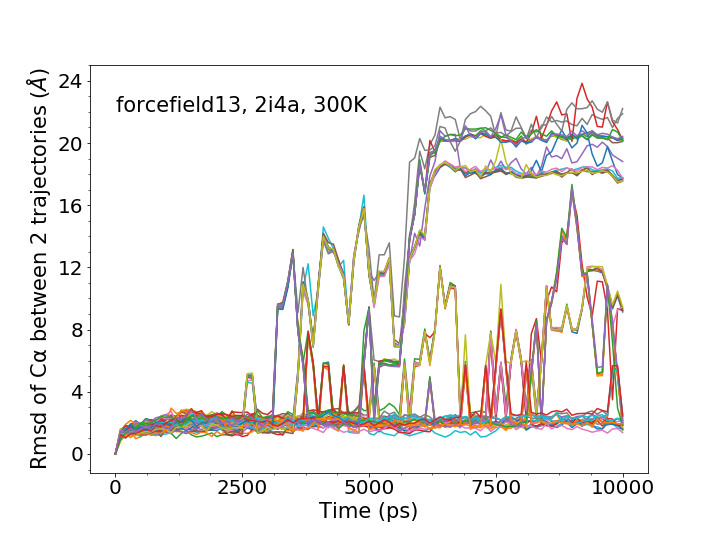 forcefield13, 2i4a, 300K
Rmsd of Cα between 2 trajectories (Å)
24
20
16
12
8
4
0
0 2500 5000 7500 10000
Time (ps)